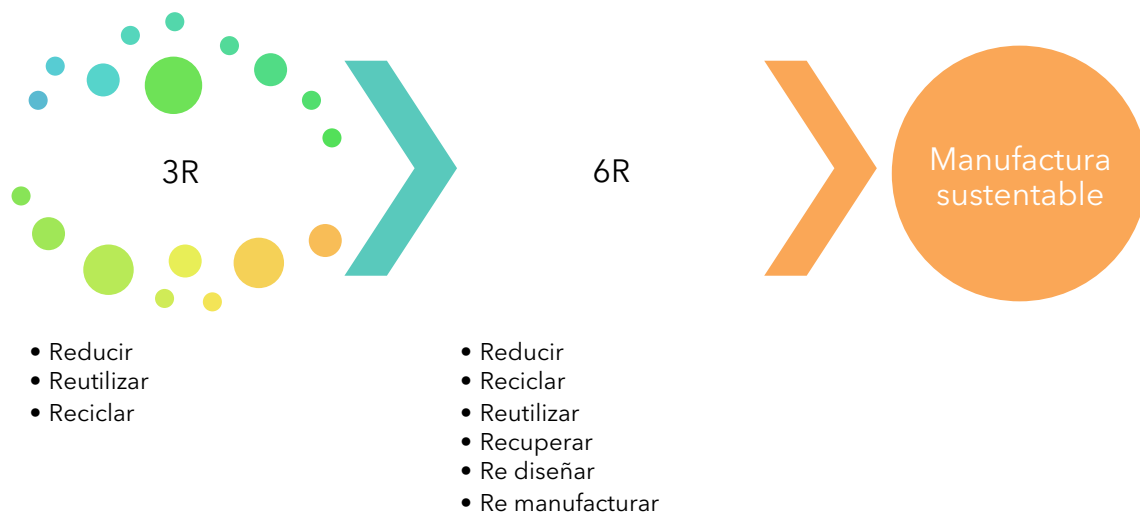 3R
6R
Manufactura
sustentable
• Reducir
• Reutilizar
• Reciclar
• Reducir
• Reciclar
• Reutilizar
• Recuperar
• Re diseñar
• Re manufacturar